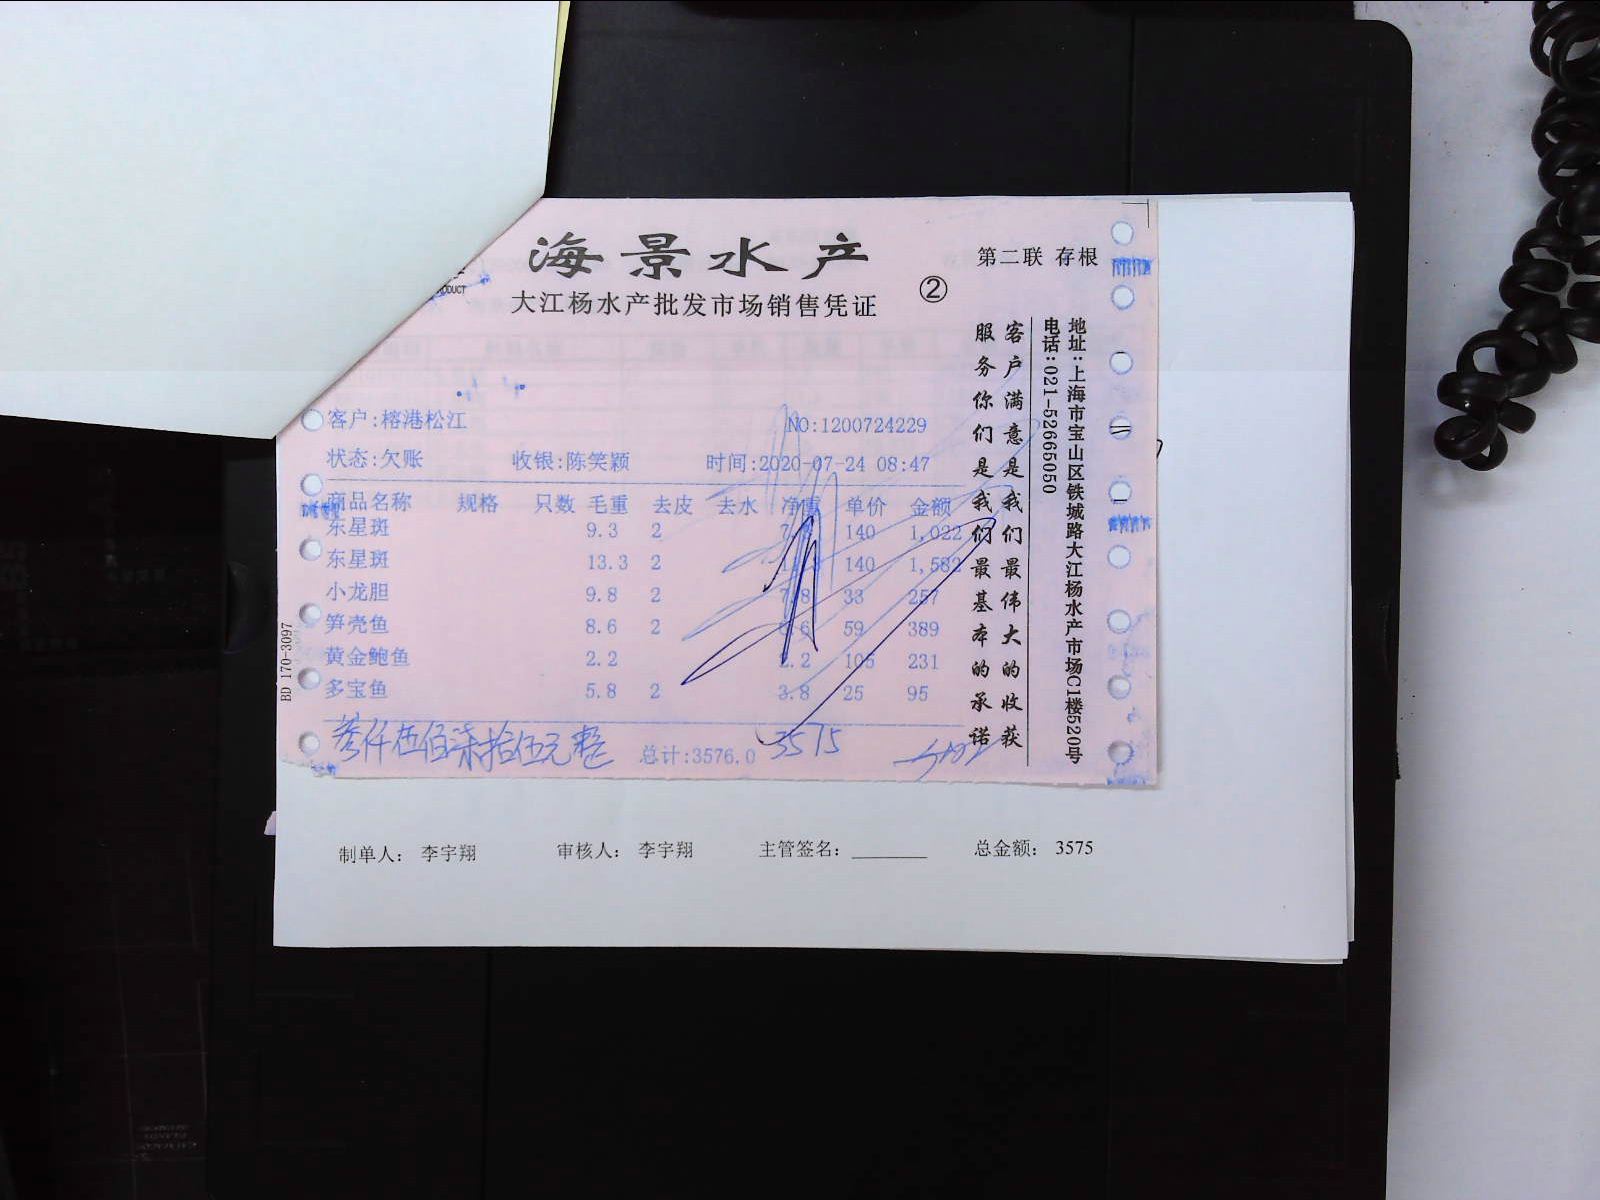 海景水产
第二联 存根
大江杨水产批发市场销售凭证
②
ODUCT
客户满意是我们最伟大的收获
服务你们是我们最基本的承诺
地址:上海市宝山区铁城路大江杨水产市场C1楼520号
电话:021-52665050
客户:榕港松江 NO:1200724229
状态:欠账 收银:陈笑颖 时间:2020-07-24 08:47
商品名称 规格 只数 毛重 去皮 去水 净重 单价 金额
东星斑 9.3 2 140 1,022
东星斑 13.3 2 140 1,582
小龙胆 9.8 2 7.8 33 257
笋壳鱼 8.6 2 59 389
黄金鲍鱼 2.2 2.2 105 231
多宝鱼 5.8 2 3.8 25 95
叁仟伍佰柒拾伍元整 总计:3576.0 3575
BD 170-3097
制单人: 李宇翔 审核人: 李宇翔 主管签名: 总金额: 3575